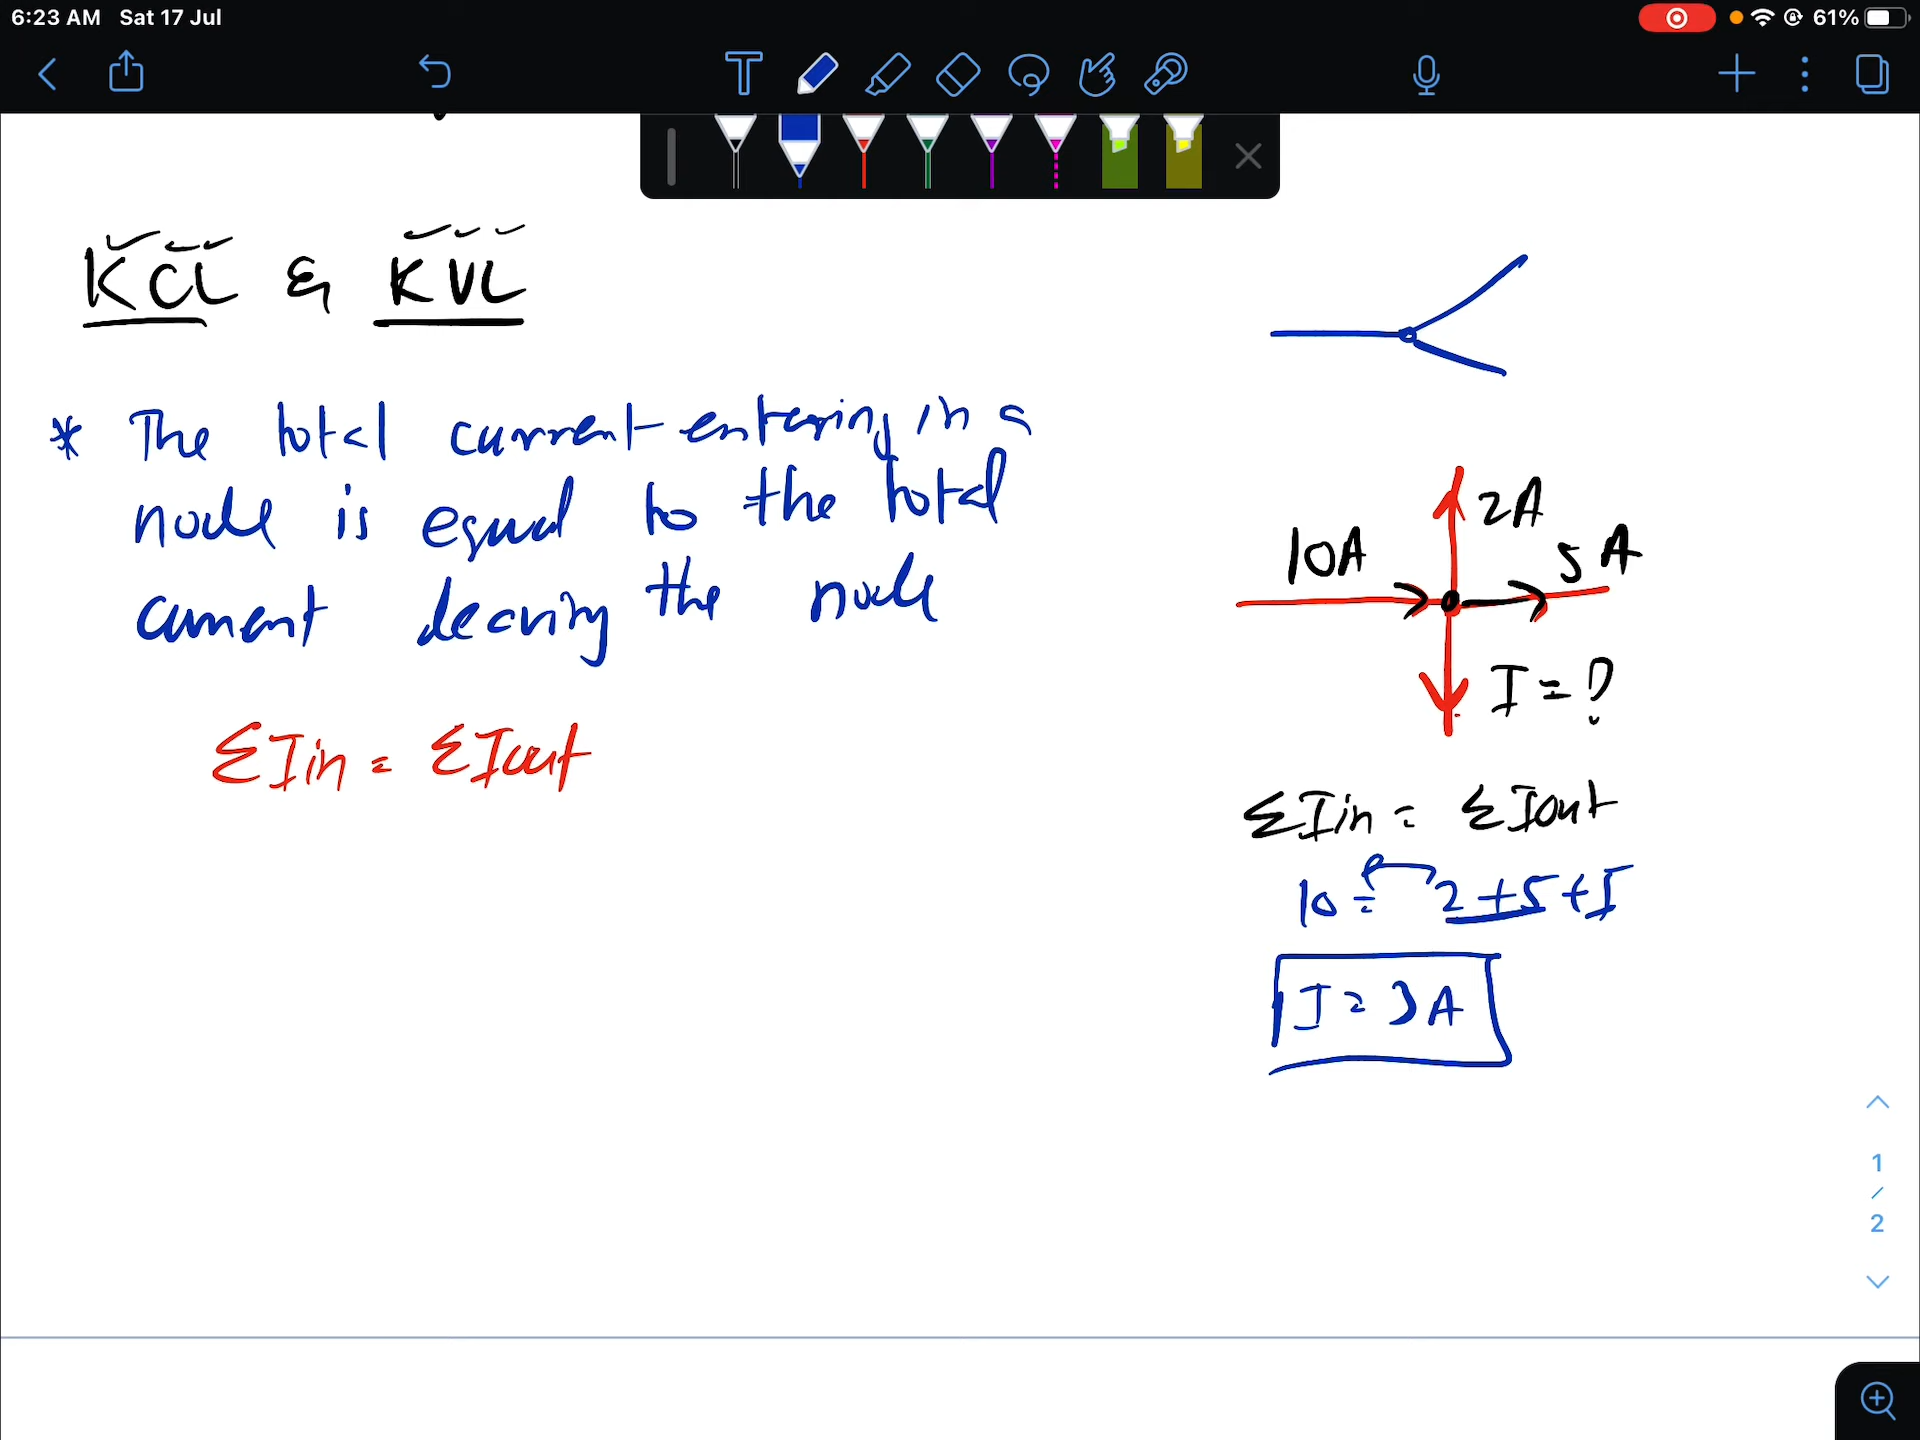 6:23 AM Sat 17 Jul
61%
KCL & KVL
* The total current entering in a
node is equal to the total
current leaving the node
ΣIin = ΣIout
2A
10A
5A
I = ?
ΣIin = ΣIout
10 = 2+5+I
I = 3A
1
/
2